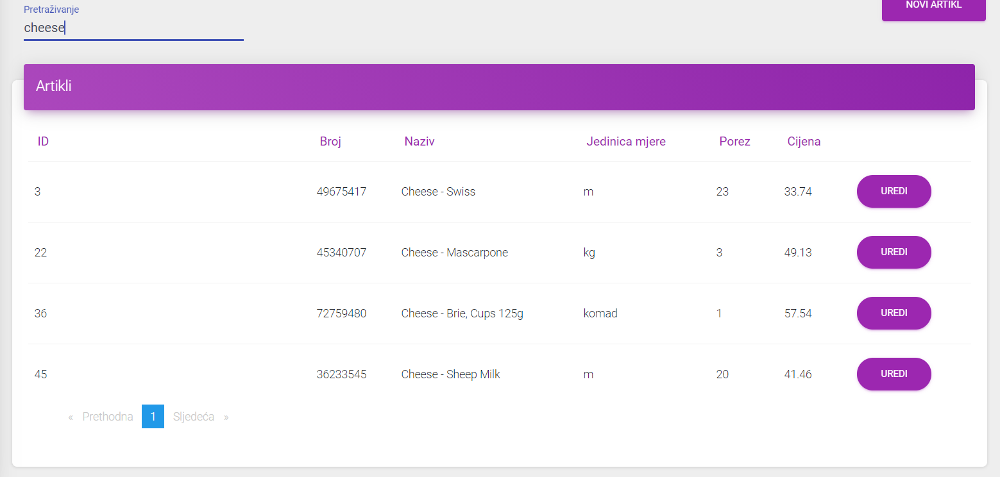 Pretraživanje
NOVI ARTIKL
cheese
Artikli
ID Broj Naziv Jedinica mjere Porez Cijena
3 49675417 Cheese - Swiss m 23 33.74 UREDI
22 45340707 Cheese - Mascarpone kg 3 49.13 UREDI
36 72759480 Cheese - Brie, Cups 125g komad 1 57.54 UREDI
45 36233545 Cheese - Sheep Milk m 20 41.46 UREDI
« Prethodna 1 Sljedeća »